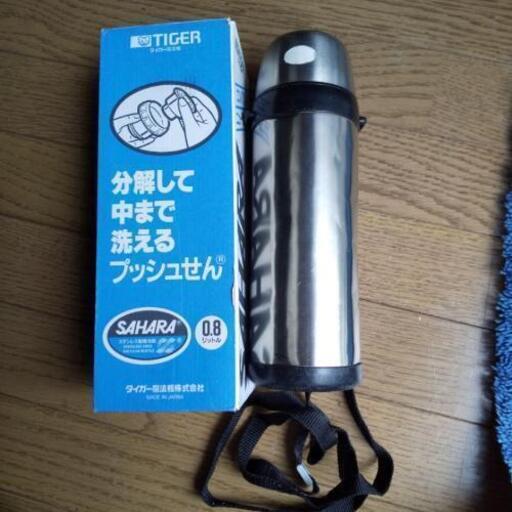 TIGER
タイガー魔法瓶
分解して
中まで
洗える
プッシュせん®
SAHARA
0.8
リットル
タイガー魔法瓶株式会社
MADE IN JAPAN
SAHARA